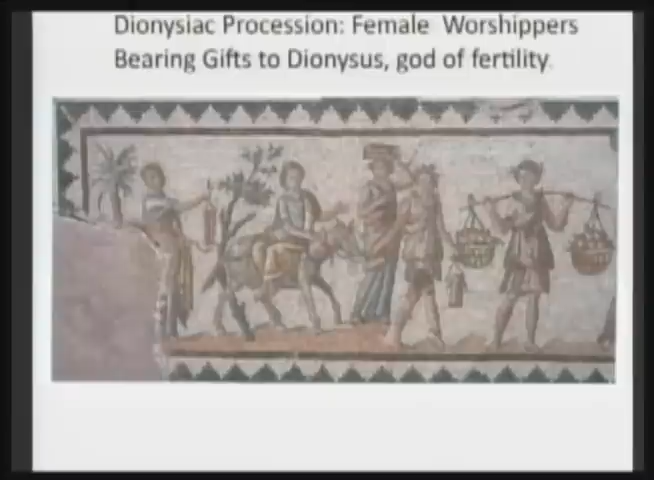 Dionysiac Procession: Female Worshippers
Bearing Gifts to Dionysus, god of fertility.